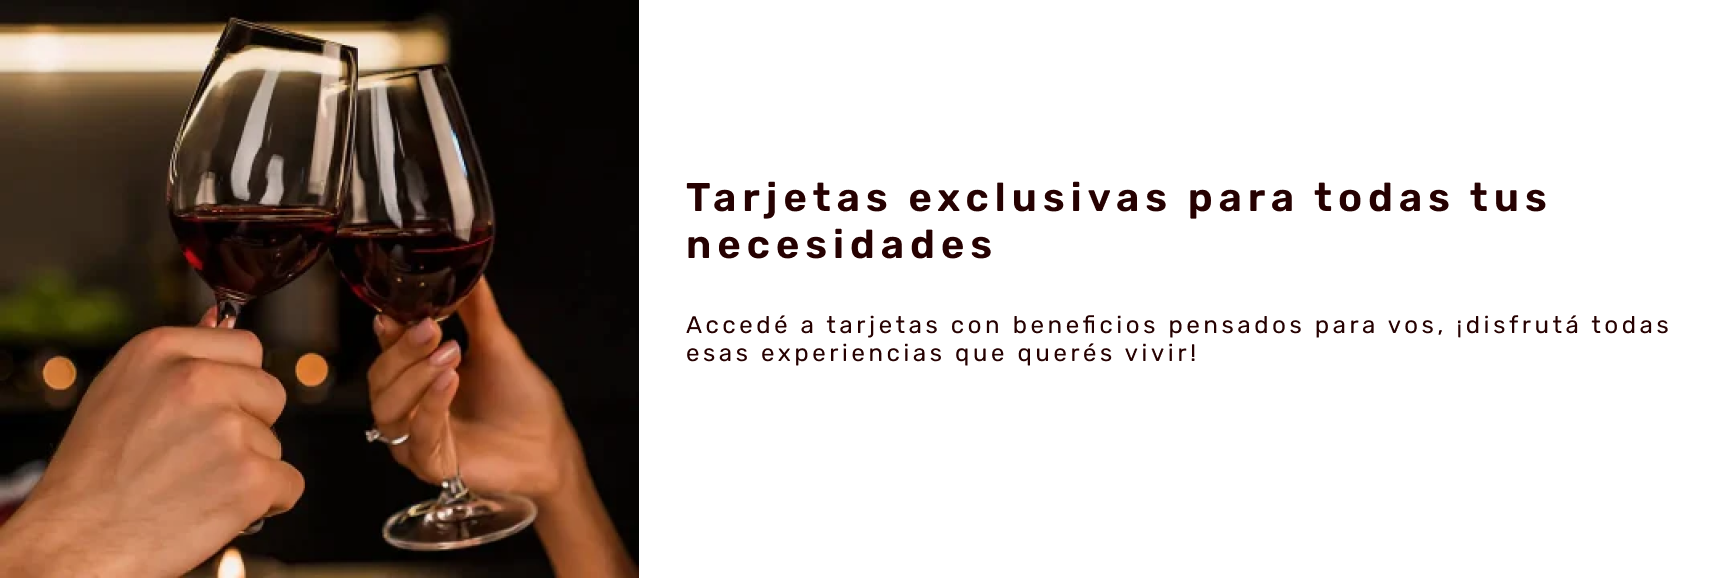 Tarjetas exclusivas para todas tus
necesidades
Accedé a tarjetas con beneficios pensados para vos, ¡disfrutá todas
esas experiencias que querés vivir!